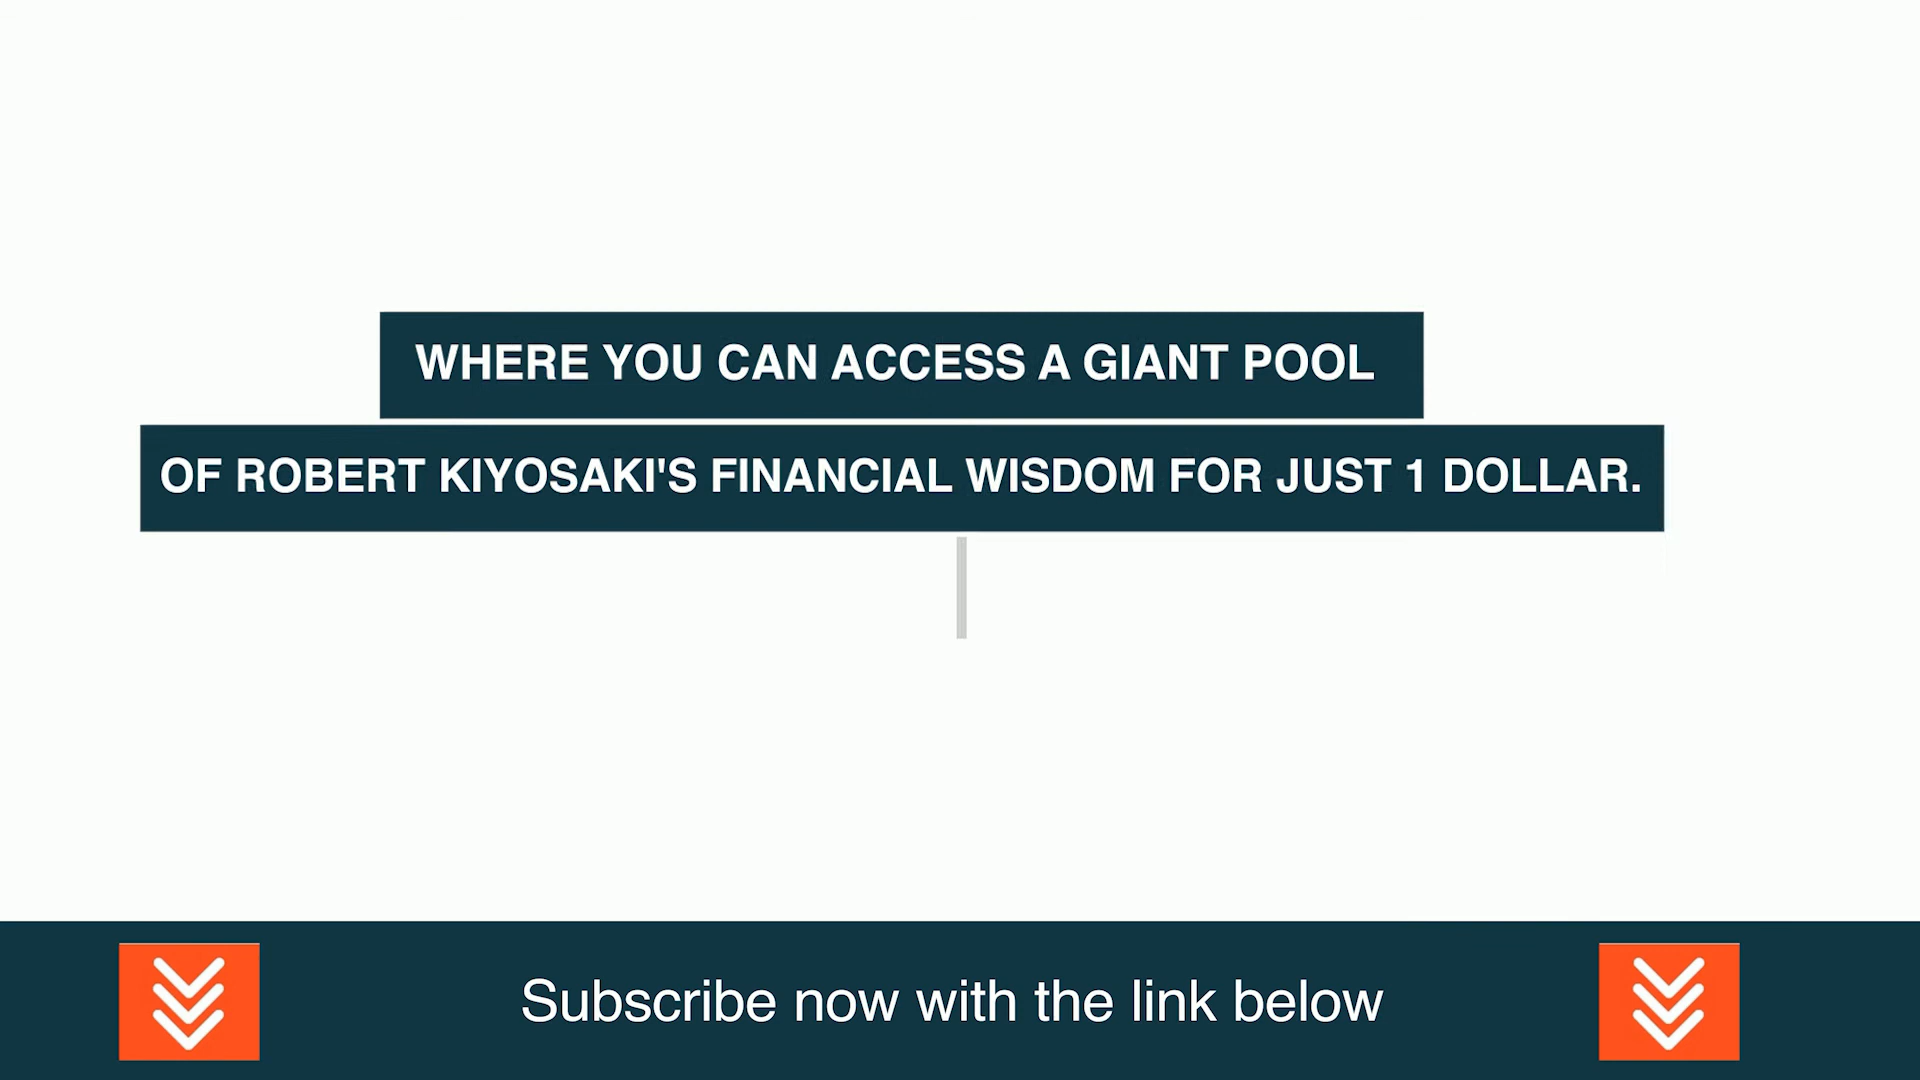 WHERE YOU CAN ACCESS A GIANT POOL
OF ROBERT KIYOSAKI'S FINANCIAL WISDOM FOR JUST 1 DOLLAR.
Subscribe now with the link below